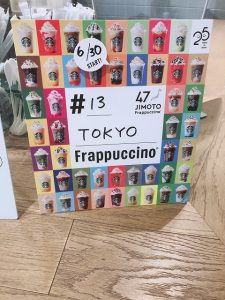 6/30
START!
25
#13
47
JIMOTO
Frappuccino®
TOKYO
Frappuccino®